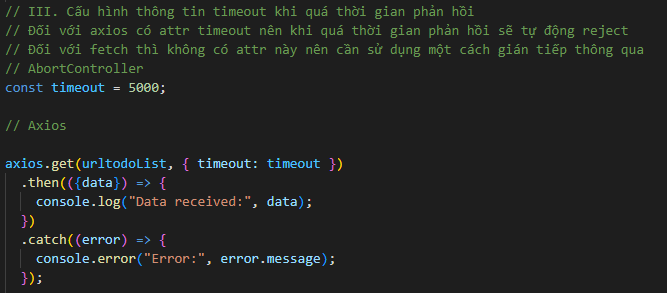 // III. Cấu hình thông tin timeout khi quá thời gian phản hồi
// Đối với axios có attr timeout nên khi quá thời gian phản hồi sẽ tự động reject
// Đối với fetch thì không có attr này nên cần sử dụng một cách gián tiếp thông qua
// AbortController
const timeout = 5000;
// Axios
axios.get(urltodoList, { timeout: timeout })
  .then(({data}) => {
    console.log("Data received:", data);
  })
  .catch((error) => {
    console.error("Error:", error.message);
  });